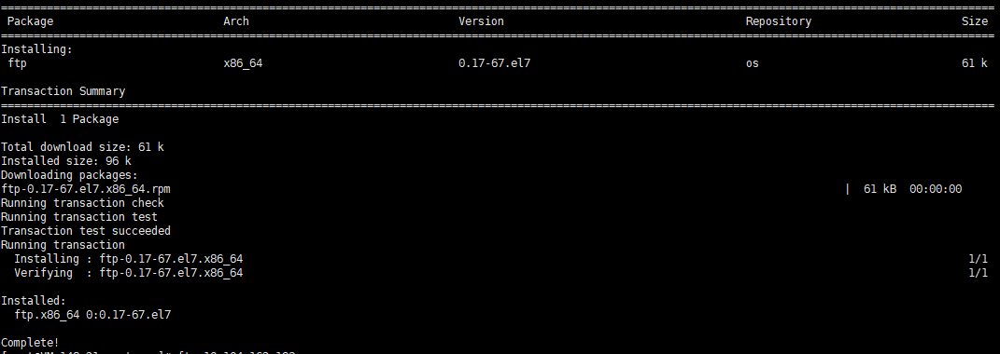 ================================================================================
Package Arch Version Repository Size
================================================================================
Installing:
ftp x86_64 0.17-67.el7 os 61 k
Transaction Summary
================================================================================
Install 1 Package
Total download size: 61 k
Installed size: 96 k
Downloading packages:
ftp-0.17-67.el7.x86_64.rpm | 61 kB 00:00:00
Running transaction check
Running transaction test
Transaction test succeeded
Running transaction
Installing : ftp-0.17-67.el7.x86_64 1/1
Verifying : ftp-0.17-67.el7.x86_64 1/1
Installed:
ftp.x86_64 0:0.17-67.el7
Complete!